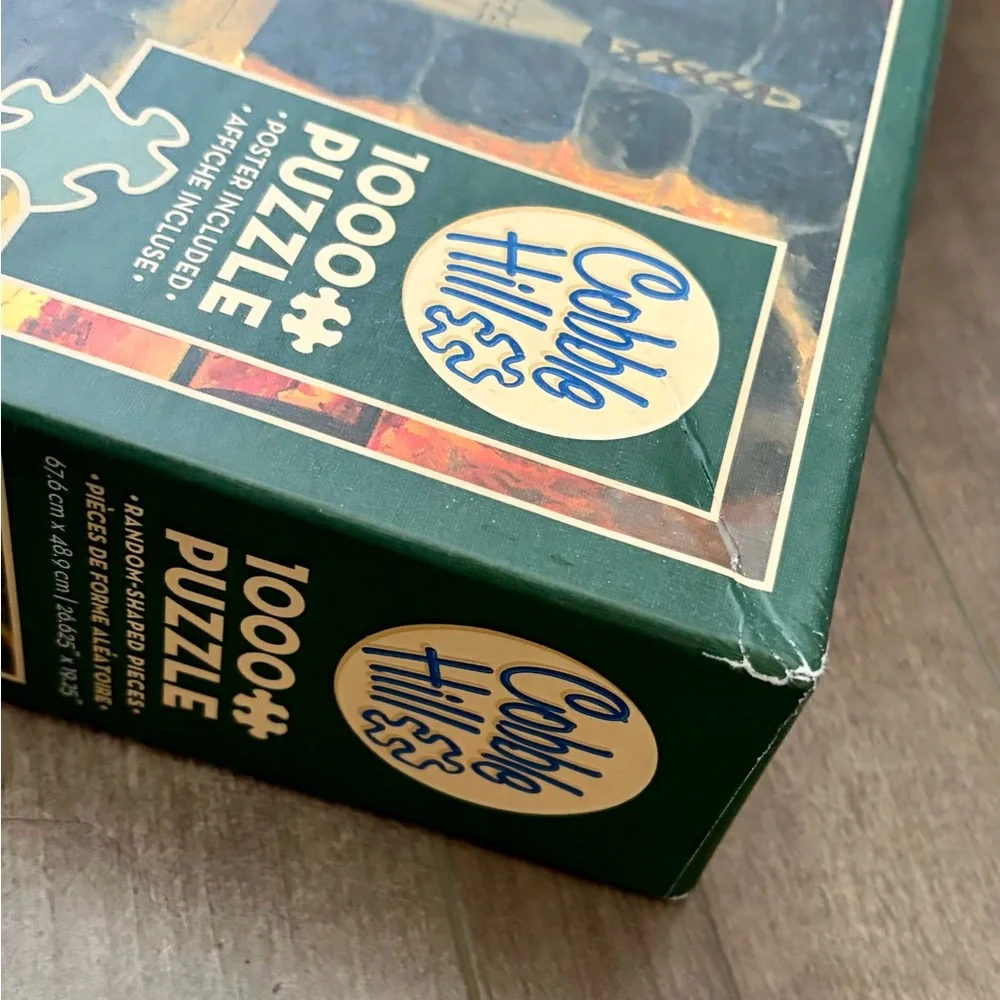 Cobble
Hill
1000
PUZZLE
• POSTER INCLUDED •
• AFFICHE INCLUSE •
Cobble
Hill
1000
PUZZLE
• RANDOM-SHAPED PIECES •
• PIÈCES DE FORME ALÉATOIRE •
67.6 cm x 48.9 cm | 26.625" x 19.25"